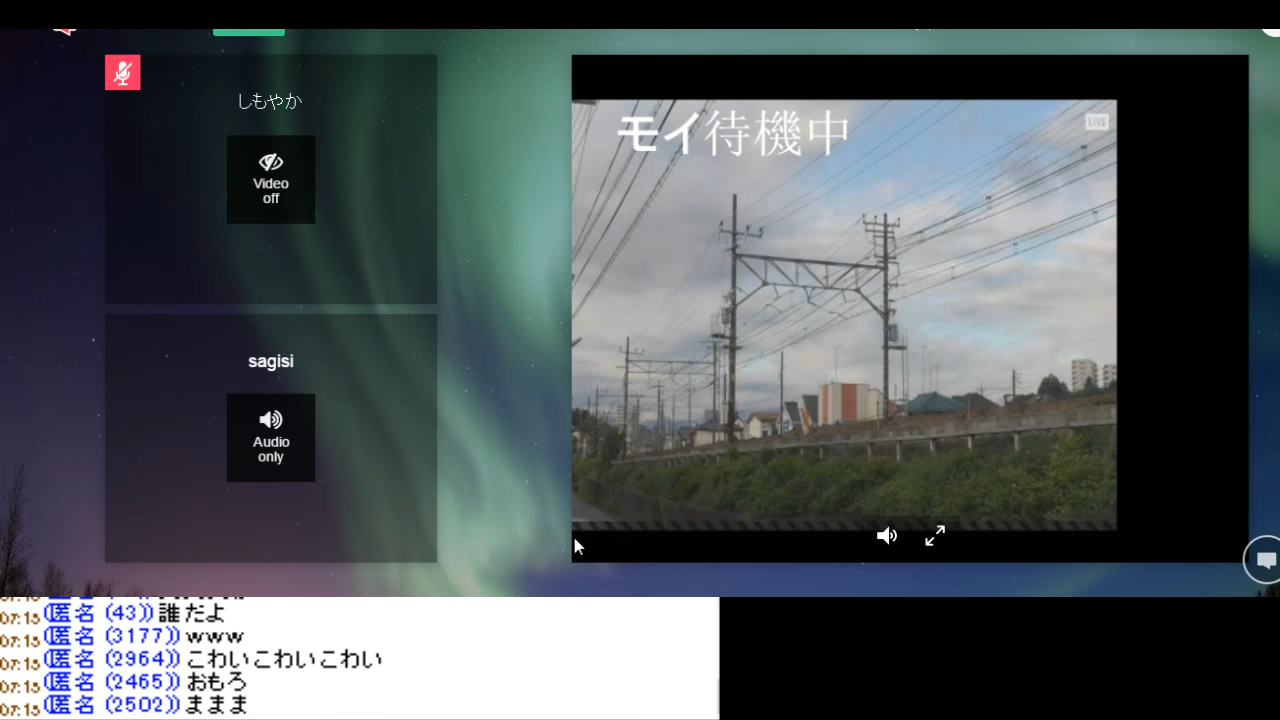 しもやか
Video
off
sagisi
Audio
only
モイ待機中
LIVE
07:15 (匿名 (43)) 誰だよ
07:15 (匿名 (3177)) www
07:15 (匿名 (2964)) こわいこわいこわい
07:15 (匿名 (2465)) おもろ
07:15 (匿名 (2502)) ままま